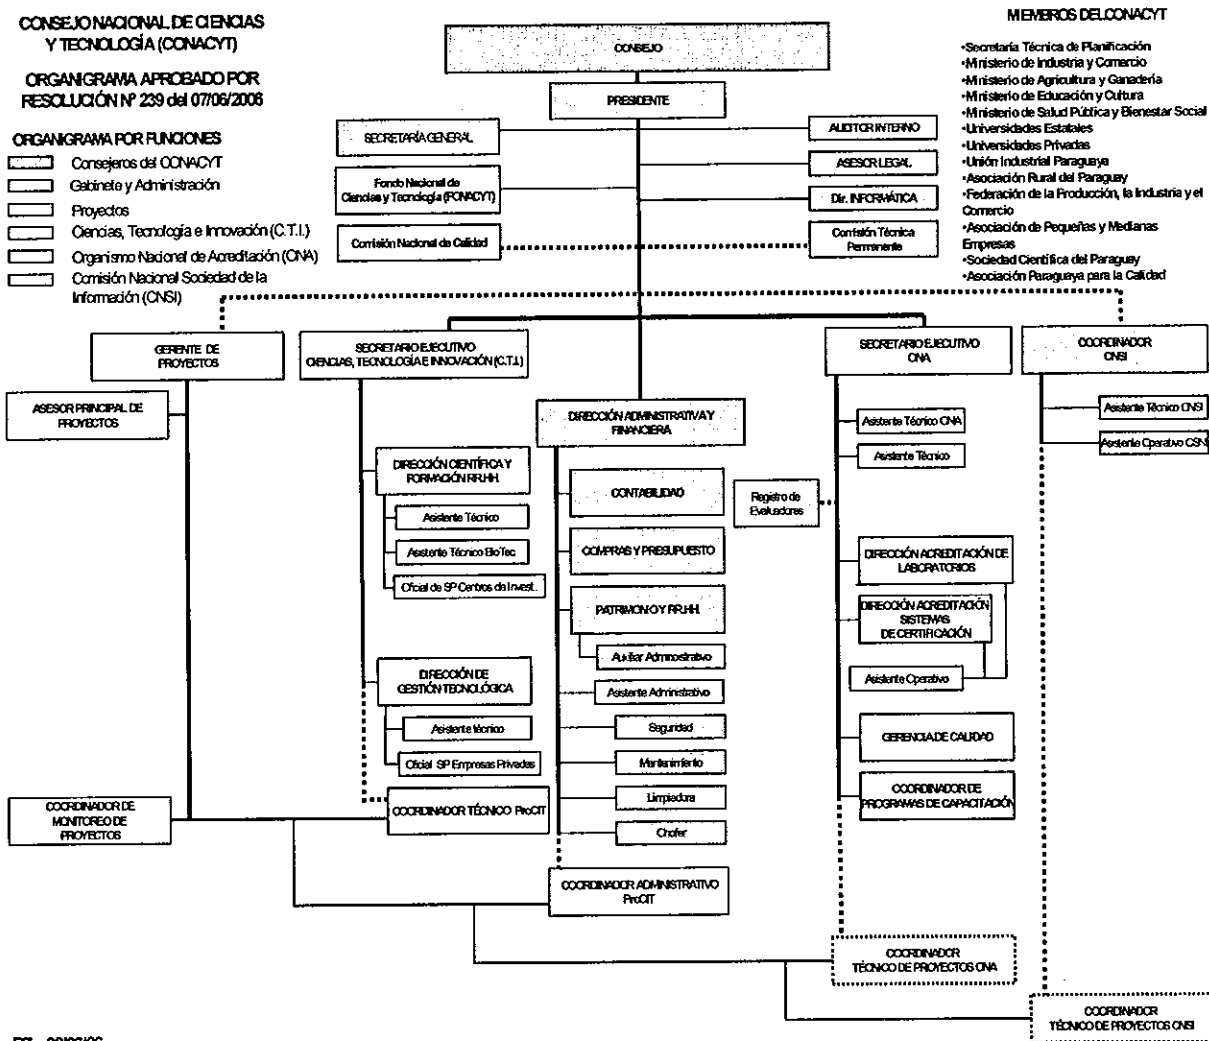 CONSEJO NACIONAL DE CIENCIAS
Y TECNOLOGÍA (CONACYT)
ORGANIGRAMA APROBADO POR
RESOLUCIÓN Nº 239 del 07/06/2006
ORGANIGRAMA POR FUNCIONES
Consejeros del CONACYT
Gabinete y Administración
Proyectos
Ciencias, Tecnología e Innovación (C.T.I.)
Organismo Nacional de Acreditación (CNA)
Comisión Nacional Sociedad de la
Información (CNSI)
CONSEJO
PRESIDENTE
SECRETARÍA GENERAL
Fondo Nacional de
Ciencias y Tecnología (FONACYT)
Comisión Nacional de Calidad
AUDITOR INTERNO
ASESOR LEGAL
Dir. INFORMÁTICA
Comisión Técnica
Permanente
MIEMBROS DEL CONACYT
•Secretaría Técnica de Planificación
•Ministerio de Industria y Comercio
•Ministerio de Agricultura y Ganadería
•Ministerio de Educación y Cultura
•Ministerio de Salud Pública y Bienestar Social
•Universidades Estatales
•Universidades Privadas
•Unión Industrial Paraguaya
•Asociación Rural del Paraguay
•Federación de la Producción, la Industria y el
Comercio
•Asociación de Pequeñas y Medianas
Empresas
•Sociedad Científica del Paraguay
•Asociación Paraguaya para la Calidad
GERENTE DE
PROYECTOS
ASESOR PRINCIPAL DE
PROYECTOS
COORDINADOR DE
MONITOREO DE
PROYECTOS
SECRETARIO EJECUTIVO
CIENCIAS, TECNOLOGÍA E INNOVACIÓN (C.T.I.)
DIRECCIÓN CIENTÍFICA Y
FORMACIÓN RR.HH.
Asistente Técnico
Asistente Técnico BioTec
Oficial de SP Centros de Invest.
DIRECCIÓN DE
GESTIÓN TECNOLÓGICA
Asistente técnico
Oficial SP Empresas Privadas
COORDINADOR TÉCNICO ProCIT
DIRECCIÓN ADMINISTRATIVA Y
FINANCIERA
CONTABILIDAD
COMPRAS Y PRESUPUESTO
PATRIMONIO Y RR.HH.
Auxiliar Administrativo
Asistente Administrativo
Seguridad
Mantenimiento
Limpiadora
Chofer
COORDINADOR ADMINISTRATIVO
ProCIT
SECRETARIO EJECUTIVO
CNA
Asistente Técnico CNA
Asistente Técnico
Registro de
Evaluadores
DIRECCIÓN ACREDITACIÓN DE
LABORATORIOS
DIRECCIÓN ACREDITACIÓN
SISTEMAS
DE CERTIFICACIÓN
Asistente Operativo
GERENCIA DE CALIDAD
COORDINADOR DE
PROGRAMAS DE CAPACITACIÓN
COORDINADOR
TÉCNICO DE PROYECTOS CNA
COORDINADOR
CNSI
Asistente Técnico CNSI
Asistente Operativo CSNI
COORDINADOR
TÉCNICO DE PROYECTOS CNSI